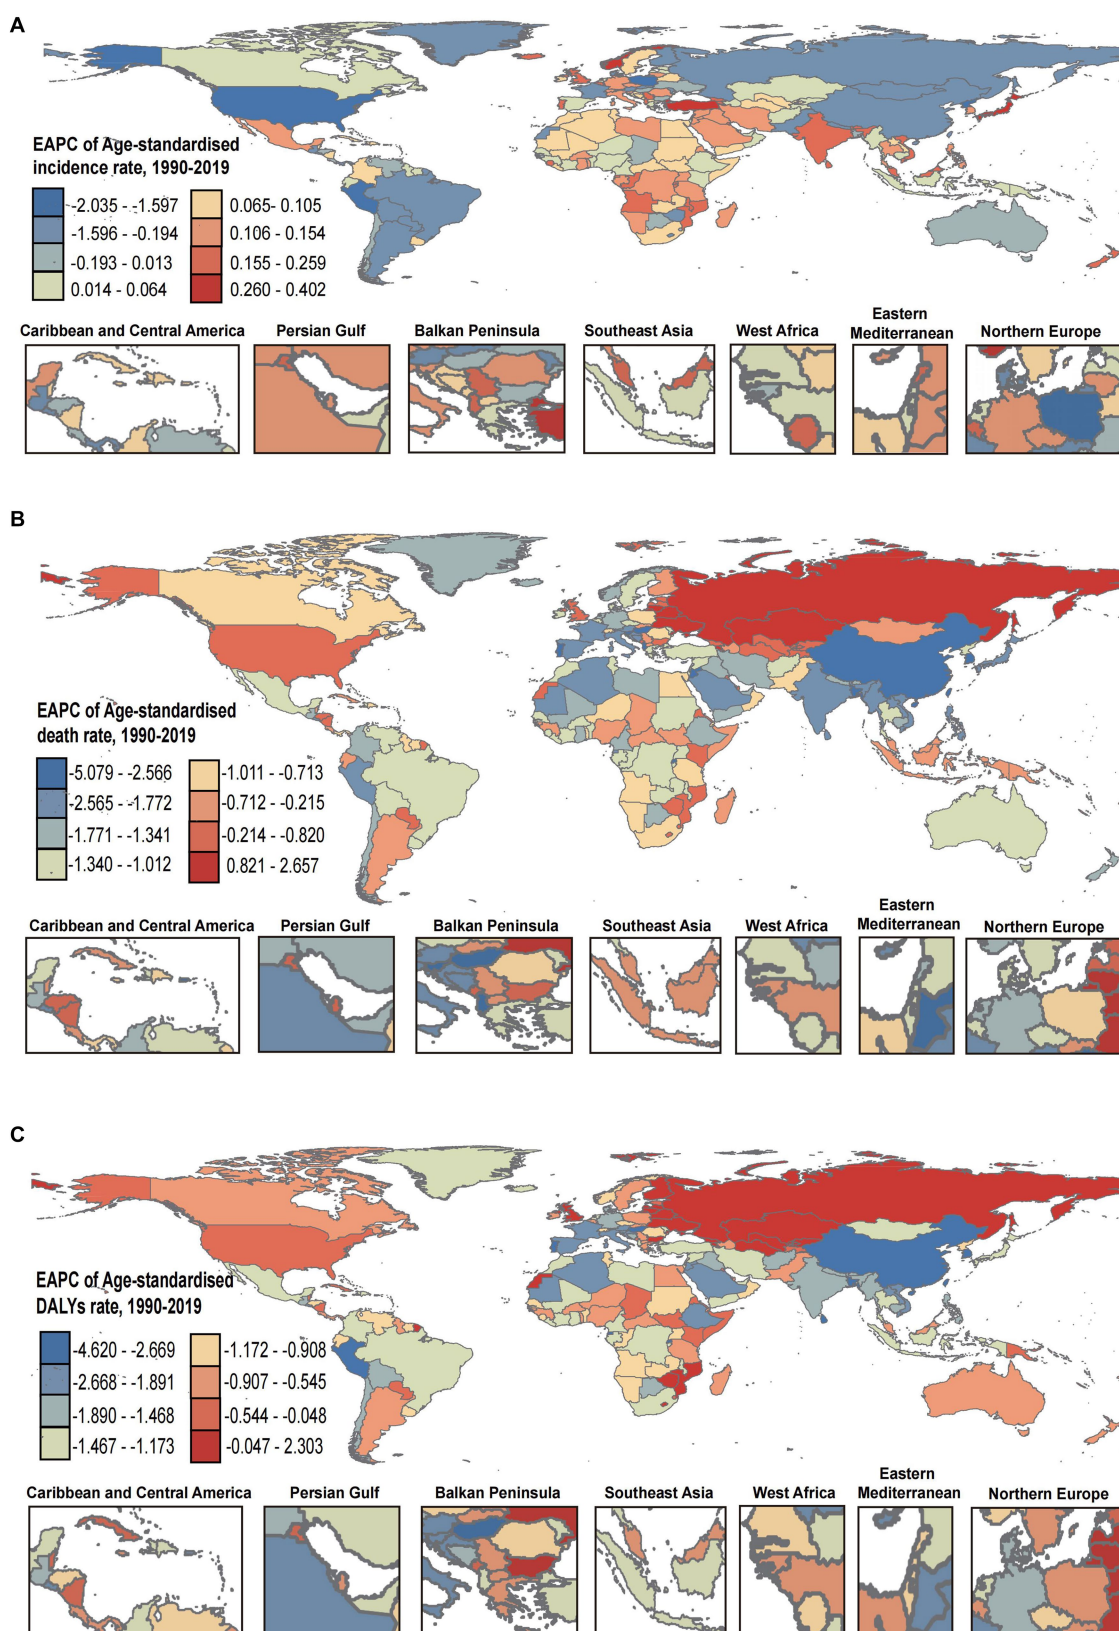 A
EAPC of Age-standardised
incidence rate, 1990-2019
-2.035 - -1.597
-1.596 - -0.194
-0.193 - 0.013
0.014 - 0.064
0.065- 0.105
0.106 - 0.154
0.155 - 0.259
0.260 - 0.402
Caribbean and Central America
Persian Gulf
Balkan Peninsula
Southeast Asia
West Africa
Eastern
Mediterranean
Northern Europe
B
EAPC of Age-standardised
death rate, 1990-2019
-5.079 - -2.566
-2.565 - -1.772
-1.771 - -1.341
-1.340 - -1.012
-1.011 - -0.713
-0.712 - -0.215
-0.214 - -0.820
0.821 - 2.657
Caribbean and Central America
Persian Gulf
Balkan Peninsula
Southeast Asia
West Africa
Eastern
Mediterranean
Northern Europe
C
EAPC of Age-standardised
DALYs rate, 1990-2019
-4.620 - -2.669
-2.668 - -1.891
-1.890 - -1.468
-1.467 - -1.173
-1.172 - -0.908
-0.907 - -0.545
-0.544 - -0.048
-0.047 - 2.303
Caribbean and Central America
Persian Gulf
Balkan Peninsula
Southeast Asia
West Africa
Eastern
Mediterranean
Northern Europe